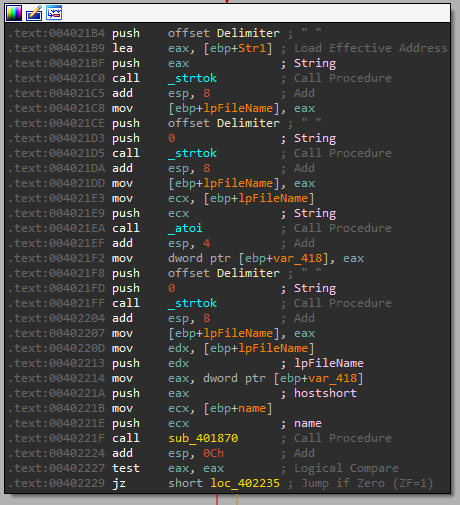 .text:004021B4 push offset Delimiter ; " "
.text:004021B9 lea eax, [ebp+Str1] ; Load Effective Address
.text:004021BF push eax ; String
.text:004021C0 call _strtok ; Call Procedure
.text:004021C5 add esp, 8 ; Add
.text:004021C8 mov [ebp+lpFileName], eax
.text:004021CE push offset Delimiter ; " "
.text:004021D3 push 0 ; String
.text:004021D5 call _strtok ; Call Procedure
.text:004021DA add esp, 8 ; Add
.text:004021DD mov [ebp+lpFileName], eax
.text:004021E3 mov ecx, [ebp+lpFileName]
.text:004021E9 push ecx ; String
.text:004021EA call _atoi ; Call Procedure
.text:004021EF add esp, 4 ; Add
.text:004021F2 mov dword ptr [ebp+var_418], eax
.text:004021F8 push offset Delimiter ; " "
.text:004021FD push 0 ; String
.text:004021FF call _strtok ; Call Procedure
.text:00402204 add esp, 8 ; Add
.text:00402207 mov [ebp+lpFileName], eax
.text:0040220D mov edx, [ebp+lpFileName]
.text:00402213 push edx ; lpFileName
.text:00402214 mov eax, dword ptr [ebp+var_418]
.text:0040221A push eax ; hostshort
.text:0040221B mov ecx, [ebp+name]
.text:0040221E push ecx ; name
.text:0040221F call sub_401870 ; Call Procedure
.text:00402224 add esp, 0Ch ; Add
.text:00402227 test eax, eax ; Logical Compare
.text:00402229 jz short loc_402235 ; Jump if Zero (ZF=1)